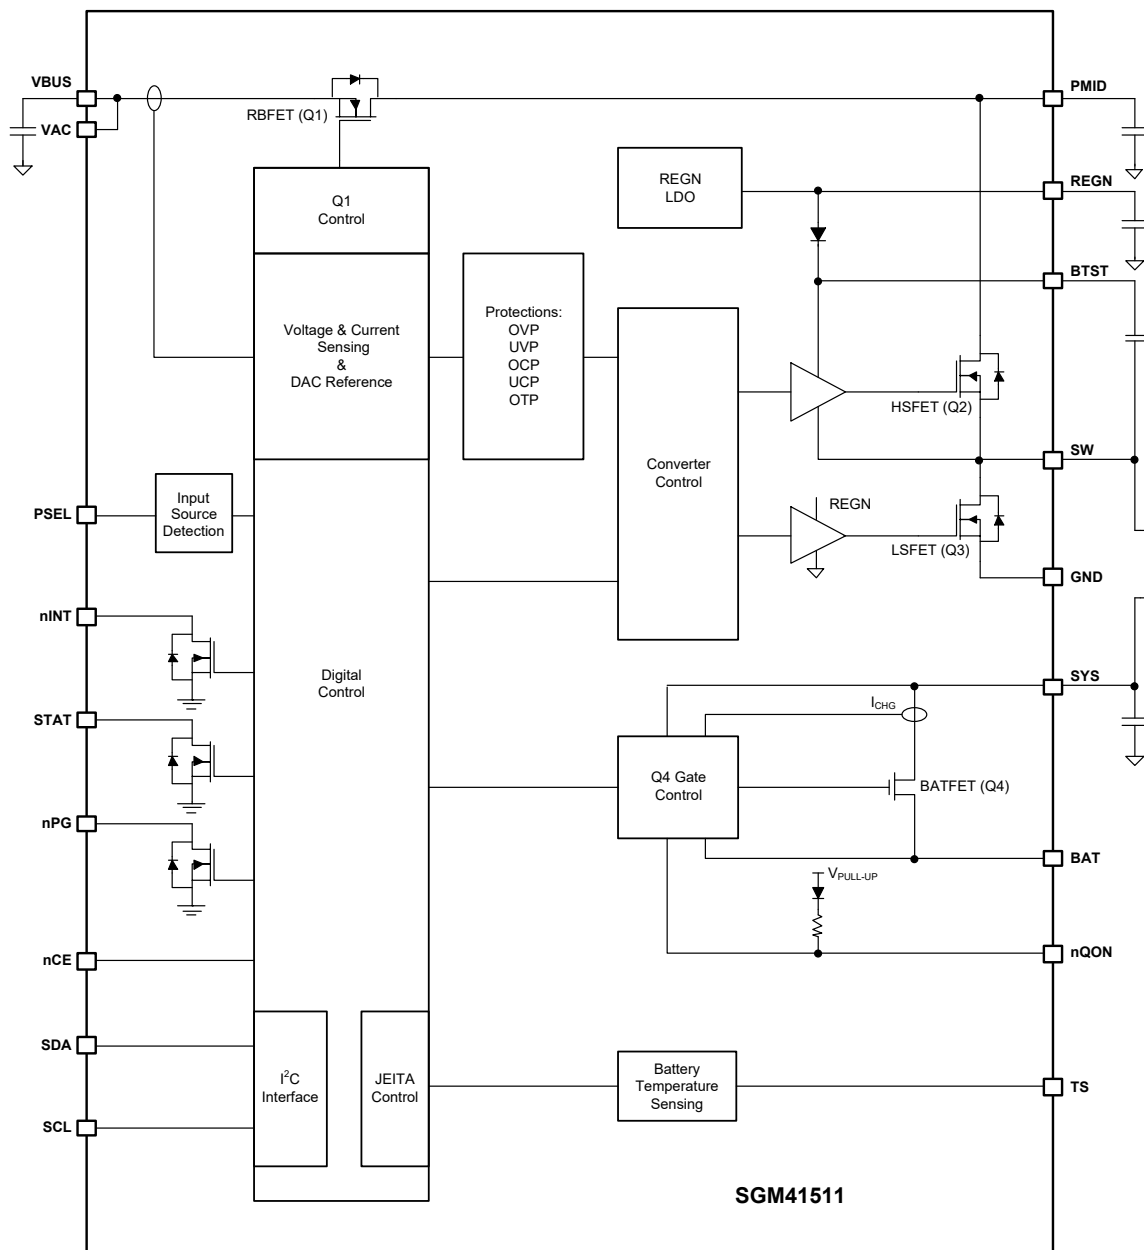 VBUS
VAC
RBFET (Q1)
PMID
Q1
Control
REGN
LDO
REGN
BTST
Voltage & Current
Sensing
&
DAC Reference
Protections:
OVP
UVP
OCP
UCP
OTP
HSFET (Q2)
Converter
Control
SW
PSEL
Input
Source
Detection
REGN
LSFET (Q3)
GND
nINT
Digital
Control
SYS
ICHG
STAT
Q4 Gate
Control
BATFET (Q4)
nPG
BAT
VPULL-UP
nCE
nQON
SDA
I²C
Interface
JEITA
Control
Battery
Temperature
Sensing
TS
SCL
SGM41511